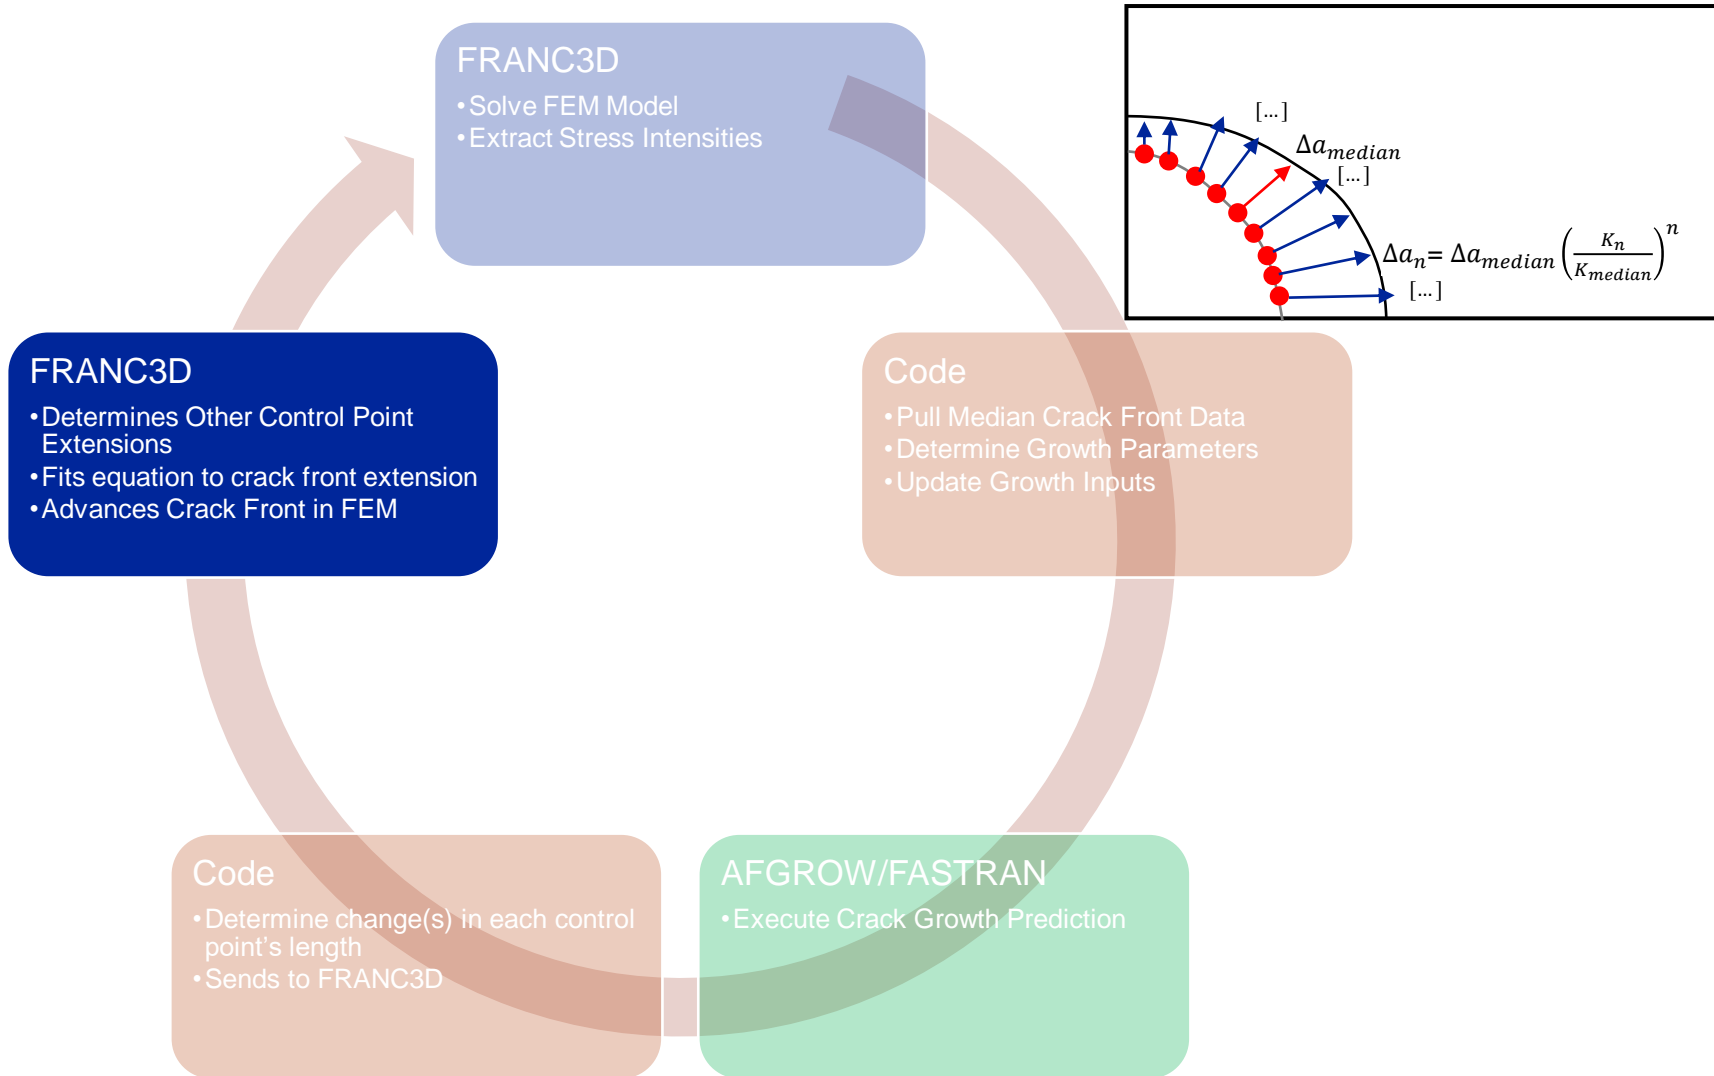 FRANC3D
•Solve FEM Model
•Extract Stress Intensities
[...]
Δa_median
[...]
Δa_n= Δa_median (K_n/K_median)^n
[...]
Code
•Pull Median Crack Front Data
•Determine Growth Parameters
•Update Growth Inputs
AFGROW/FASTRAN
•Execute Crack Growth Prediction
Code
•Determine change(s) in each control
point's length
•Sends to FRANC3D
FRANC3D
•Determines Other Control Point
Extensions
•Fits equation to crack front extension
•Advances Crack Front in FEM